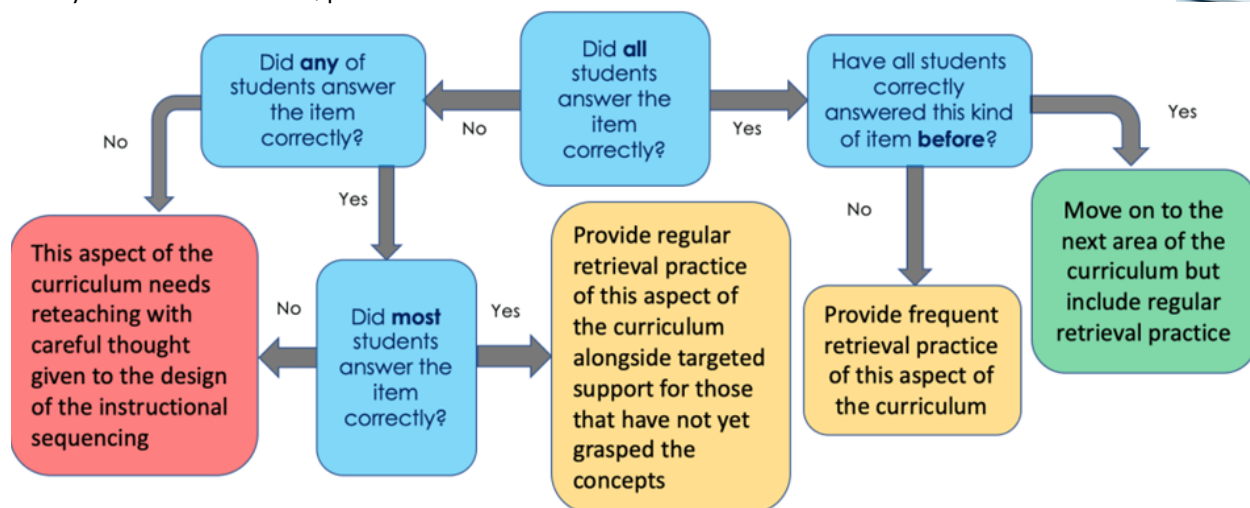 Did any of
students answer
the item
correctly?
No
Did all
students
answer the
item
correctly?
Yes
Have all students
correctly
answered this kind
of item before?
Yes
No
Yes
No
This aspect of the
curriculum needs
reteaching with
careful thought
given to the design
of the instructional
sequencing
No
Did most
students
answer the
item
correctly?
Yes
Provide regular
retrieval practice
of this aspect of
the curriculum
alongside targeted
support for those
that have not yet
grasped the
concepts
Provide frequent
retrieval practice
of this aspect of
the curriculum
Move on to the
next area of the
curriculum but
include regular
retrieval practice